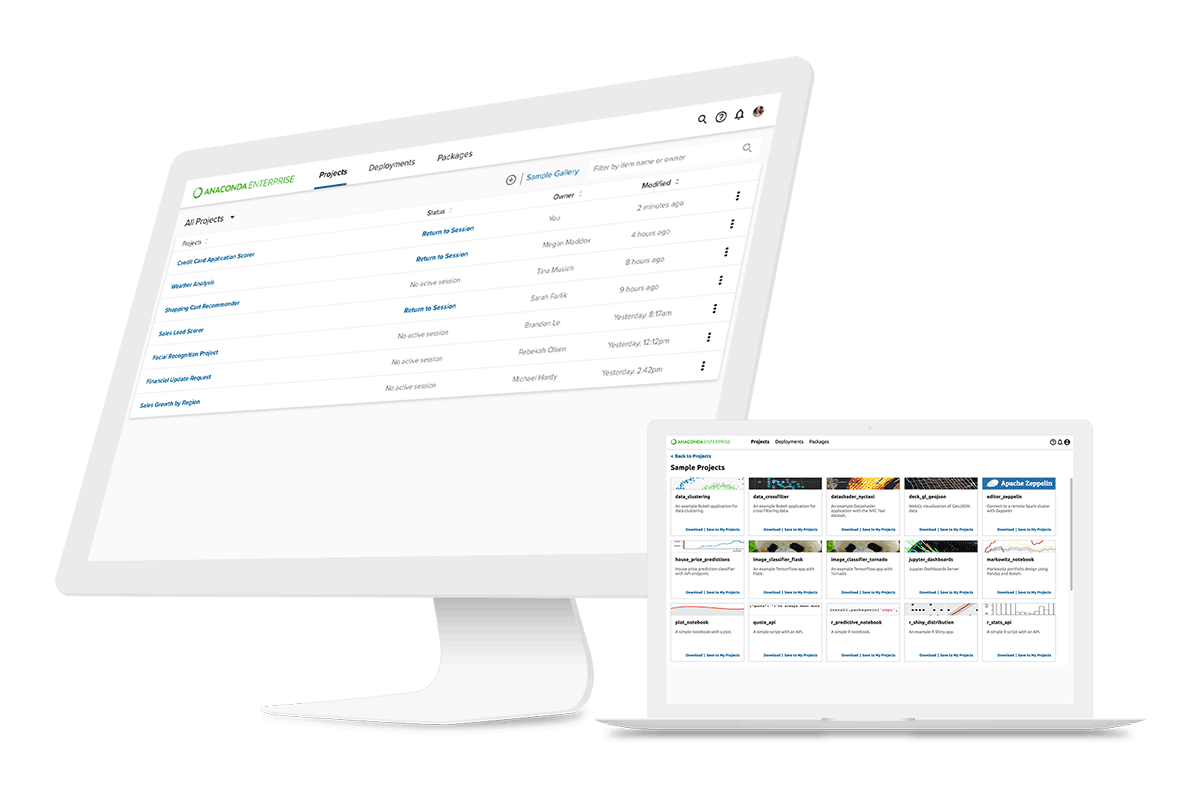 ANACONDA ENTERPRISE Projects Deployments Packages
Sample Gallery Filter by item name or owner
All Projects
Projects Status Owner Modified
Credit Card Application Scorer Return to Session You 2 minutes ago
Weather Analysis Return to Session Megan Maddox 4 hours ago
Shopping Cart Recommender No active session Tina Musich 8 hours ago
Sales Lead Scorer Return to Session Sarah Farlik 9 hours ago
Facial Recognition Project No active session Brandon Le Yesterday, 8:17am
Financial Update Request No active session Rebekah Olsen Yesterday, 12:12pm
Sales Growth by Region No active session Michael Hardy Yesterday, 2:42pm
ANACONDA ENTERPRISE Projects Deployments Packages
< Back to Projects
Sample Projects
Apache Zeppelin
data_clustering
An example Bokeh application for
data clustering.
Download | Save to My Projects
data_crossfilter
An example Bokeh application for
cross filtering data.
Download | Save to My Projects
datashader_nyctaxi
An example Datashader
application with the NYC Taxi
dataset.
Download | Save to My Projects
deck_gl_geojson
WebGL visualization of GeoJSON
data
Download | Save to My Projects
editor_zeppelin
Connect to a remote Spark cluster
with Zeppelin
Download | Save to My Projects
house_price_predictions
House price prediction classifier
with API endpoint.
Download | Save to My Projects
image_classifier_flask
An example TensorFlow app with
Flask
Download | Save to My Projects
image_classifier_tornado
An example TensorFlow app with
Tornado
Download | Save to My Projects
jupyter_dashboards
Jupyter Dashboards Server
Download | Save to My Projects
markowitz_notebook
Markowitz portfolio design using
Pandas and Bokeh.
Download | Save to My Projects
plot_notebook
A simple notebook with a plot.
Download | Save to My Projects
{"quote": "I've always been more
quote_api
A simple script with an API.
Download | Save to My Projects
install.packages(c('rmpc',
r_predictive_notebook
A simple R notebook.
Download | Save to My Projects
r_shiny_distribution
An example R Shiny app.
Download | Save to My Projects
r_stats_api
A simple R script with an API.
Download | Save to My Projects